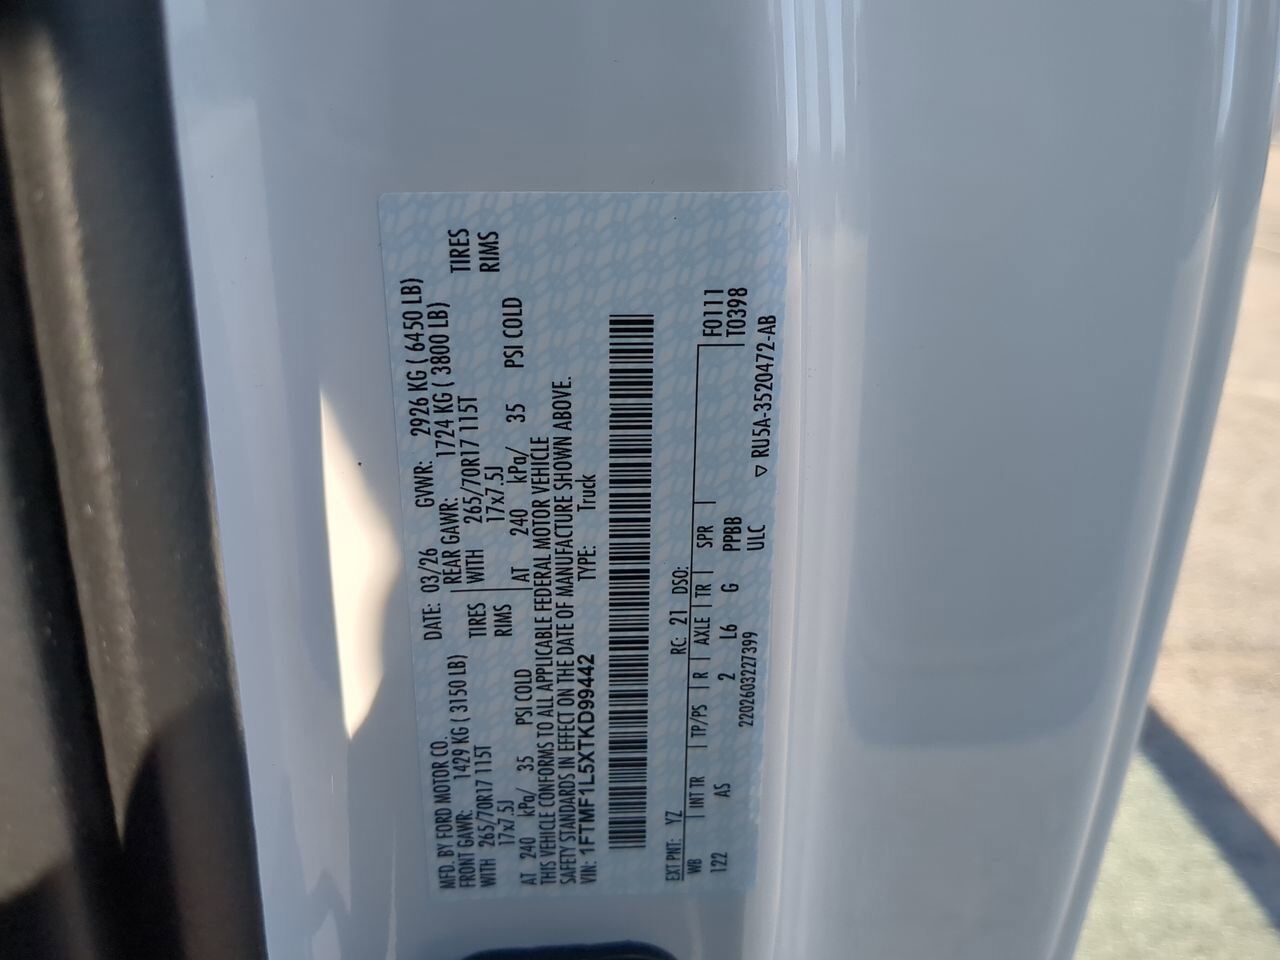 MFD. BY FORD MOTOR CO.
DATE: 03/26 GVWR: 2926 KG ( 6450 LB)
FRONT GAWR: 1429 KG ( 3150 LB)
REAR GAWR: 1724 KG ( 3800 LB)
WITH 265/70R17 115T TIRES
WITH 265/70R17 115T TIRES
17x7.5J RIMS
17x7.5J RIMS
AT 240 kPa/ 35 PSI COLD
AT 240 kPa/ 35 PSI COLD
THIS VEHICLE CONFORMS TO ALL APPLICABLE FEDERAL MOTOR VEHICLE
SAFETY STANDARDS IN EFFECT ON THE DATE OF MANUFACTURE SHOWN ABOVE.
VIN: 1FTMF1L5XTKD99442 TYPE: Truck
EXT PNT: YZ RC: 21 DSO:
WB INT TR TP/PS R AXLE TR SPR F0111
122 AS 2 L6 G PPBB T0398
2202603227399 ULC ▽ RU5A-3520472-AB